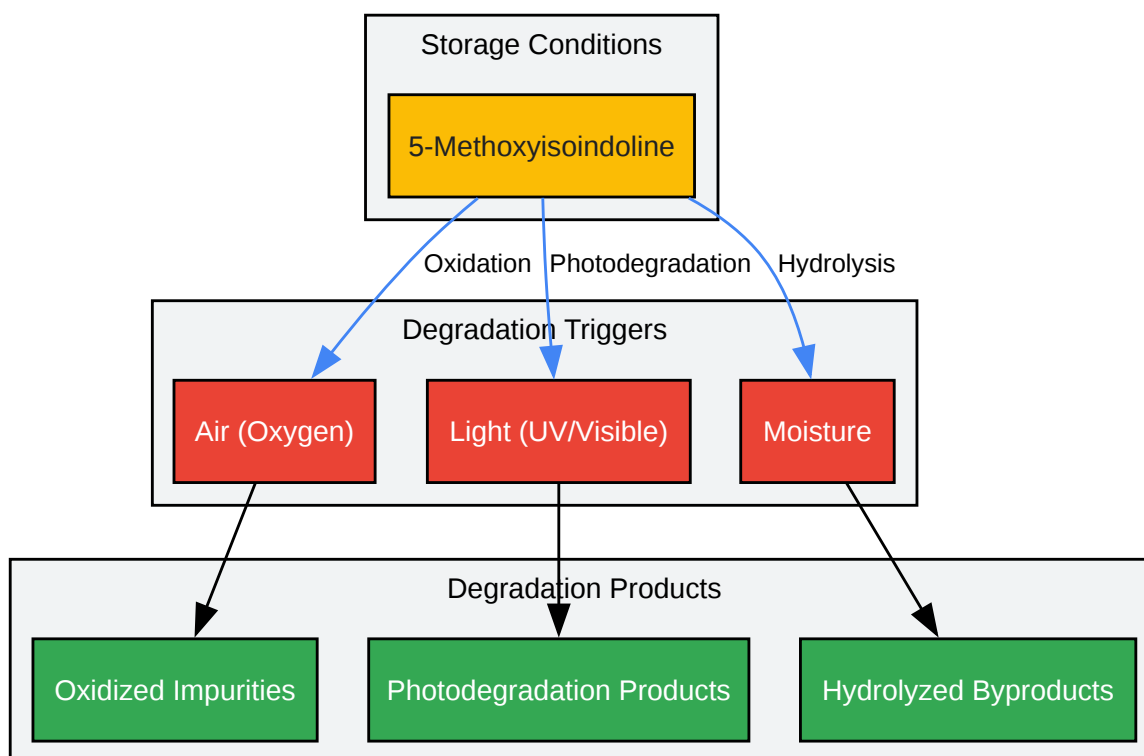 Storage Conditions
5-Methoxyisoindoline
Oxidation
Photodegradation
Hydrolysis
Degradation Triggers
Air (Oxygen)
Light (UV/Visible)
Moisture
Degradation Products
Oxidized Impurities
Photodegradation Products
Hydrolyzed Byproducts